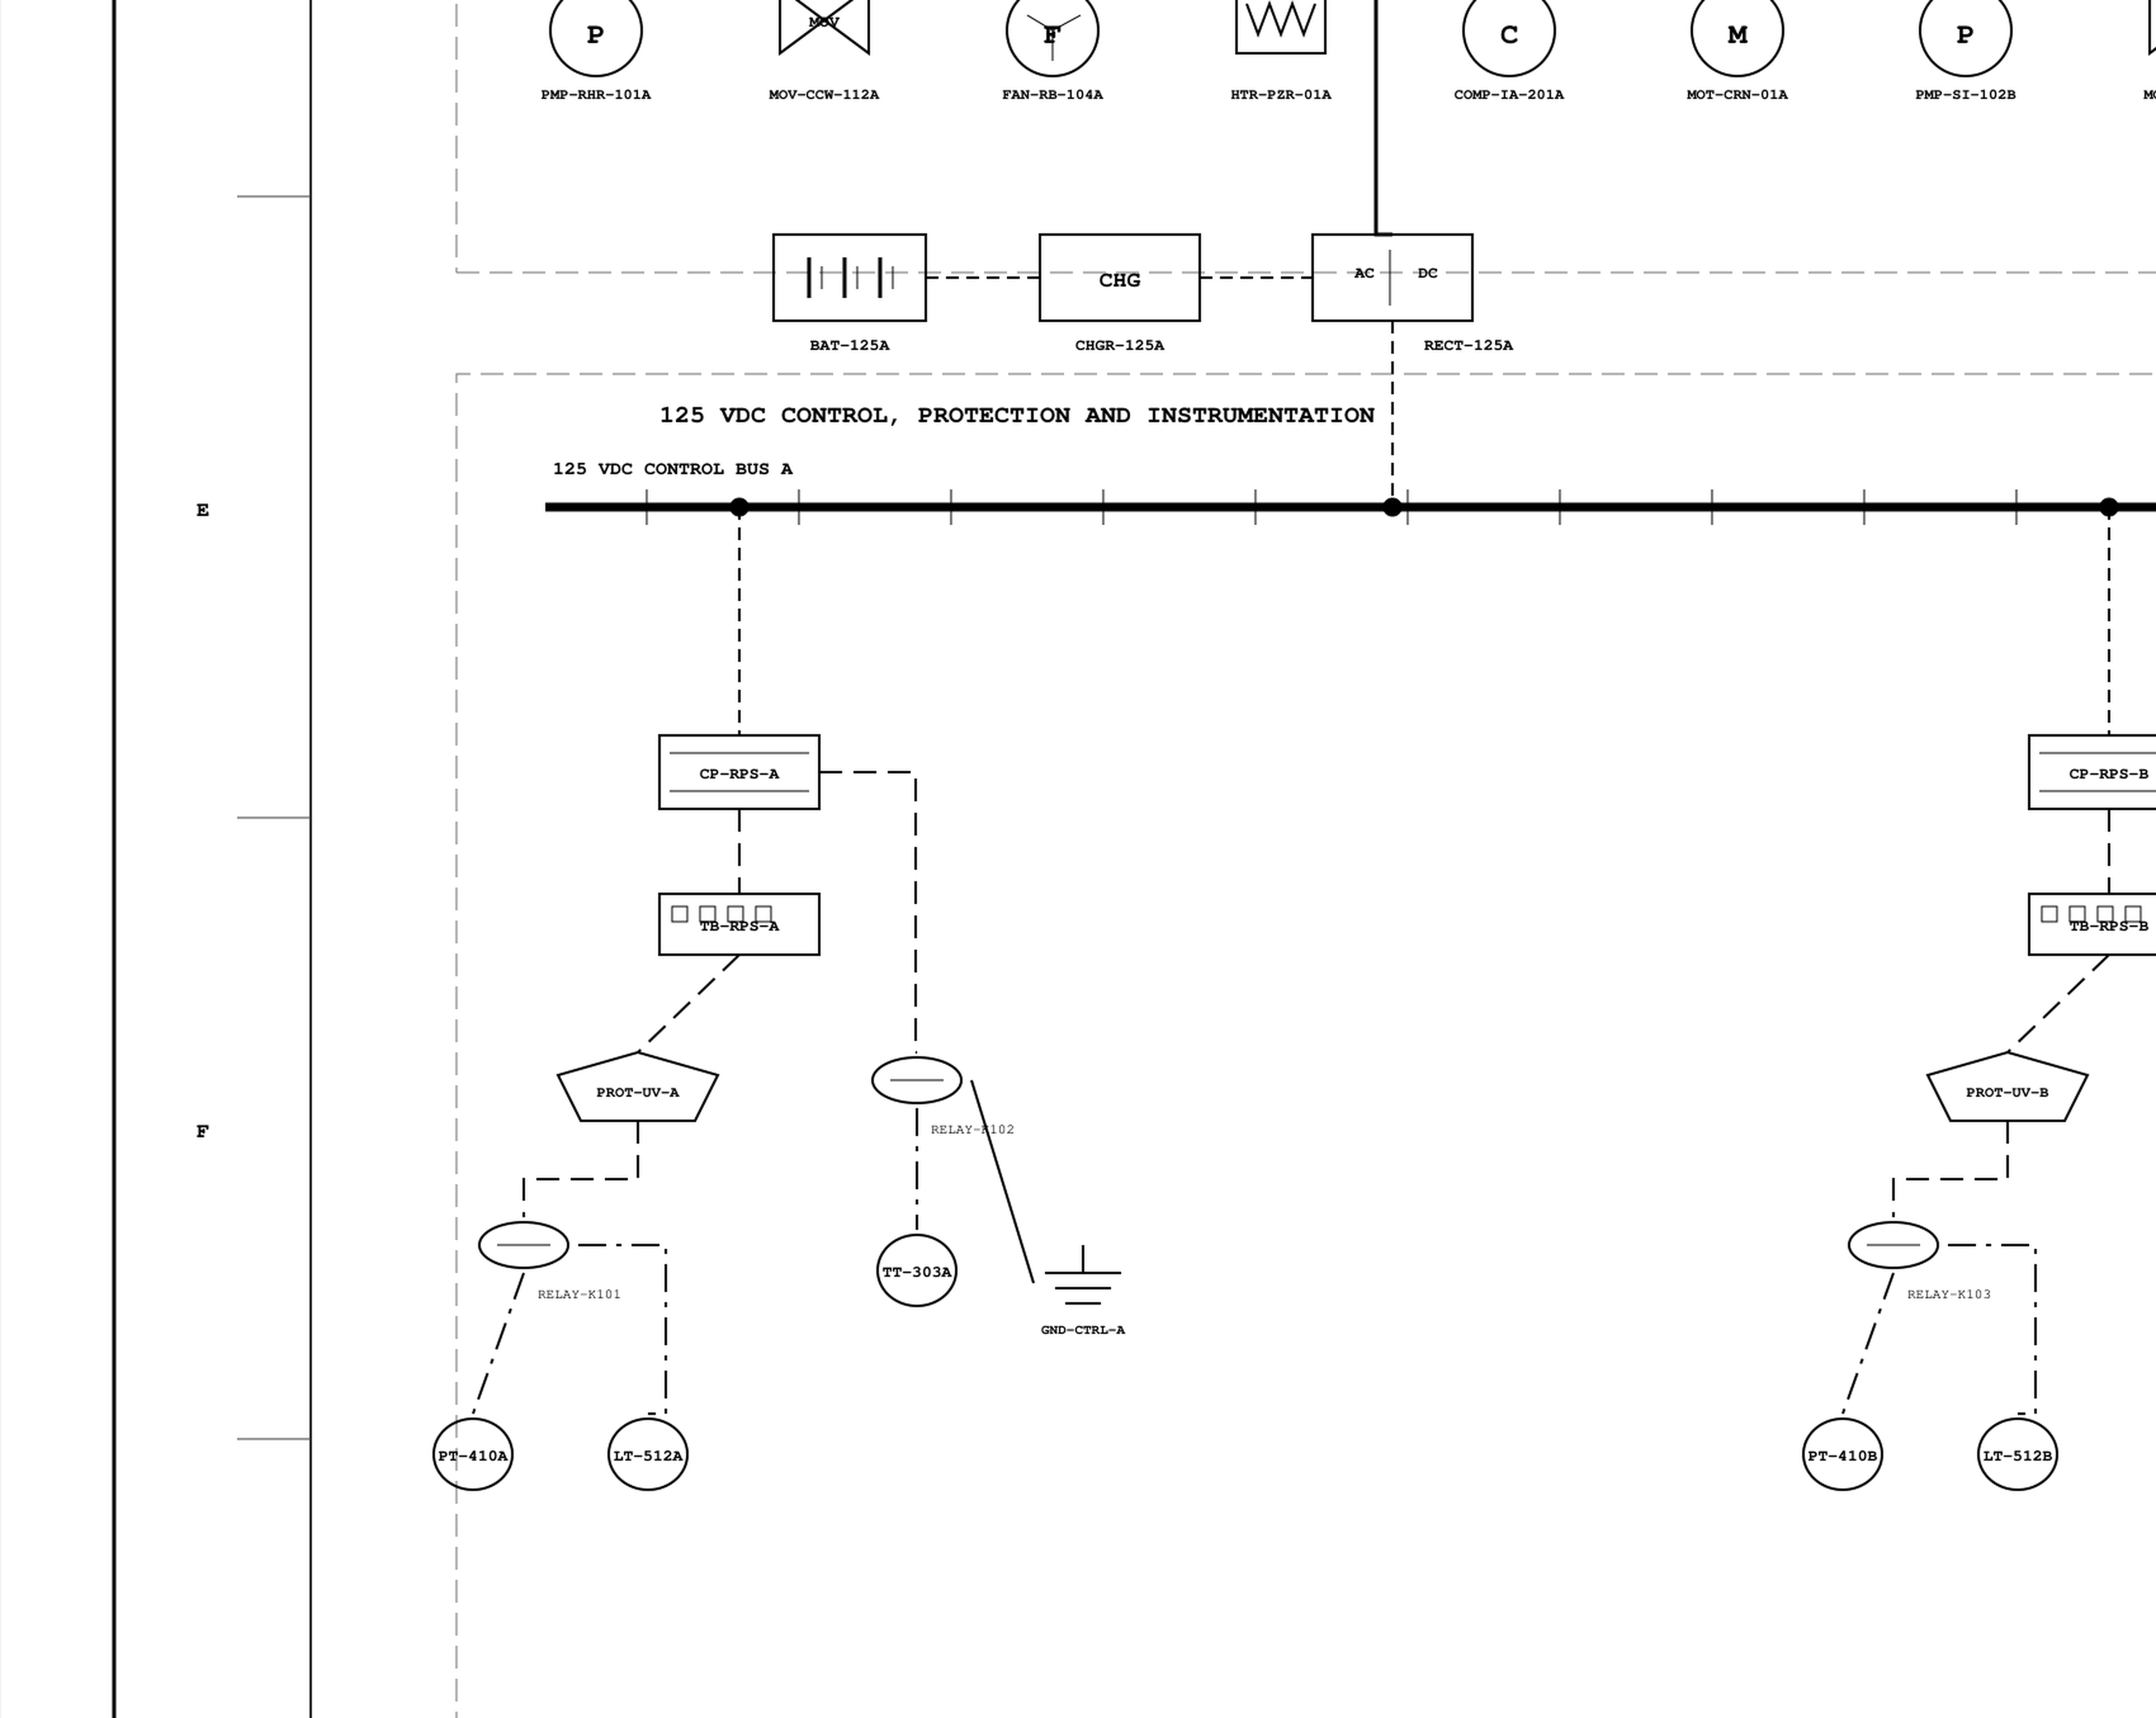 MOV
P
F
C
M
P
PMP-RHR-101A
MOV-CCW-112A
FAN-RB-104A
HTR-PZR-01A
COMP-IA-201A
MOT-CRN-01A
PMP-SI-102B
AC
DC
CHG
BAT-125A
CHGR-125A
RECT-125A
125 VDC CONTROL, PROTECTION AND INSTRUMENTATION
125 VDC CONTROL BUS A
E
CP-RPS-A
CP-RPS-B
TB-RPS-A
TB-RPS-B
PROT-UV-A
PROT-UV-B
F
RELAY-K102
TT-303A
RELAY-K101
RELAY-K103
GND-CTRL-A
PT-410A
LT-512A
PT-410B
LT-512B